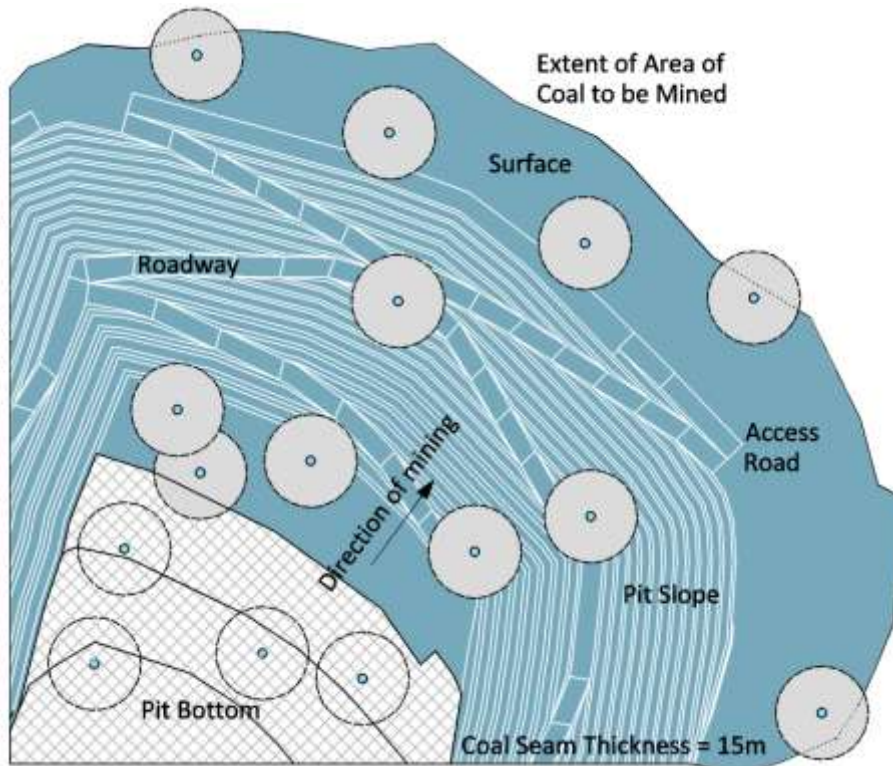 Extent of Area of
Coal to be Mined
Surface
Roadway
Access
Road
Direction of mining
Pit Slope
Pit Bottom
Coal Seam Thickness = 15m